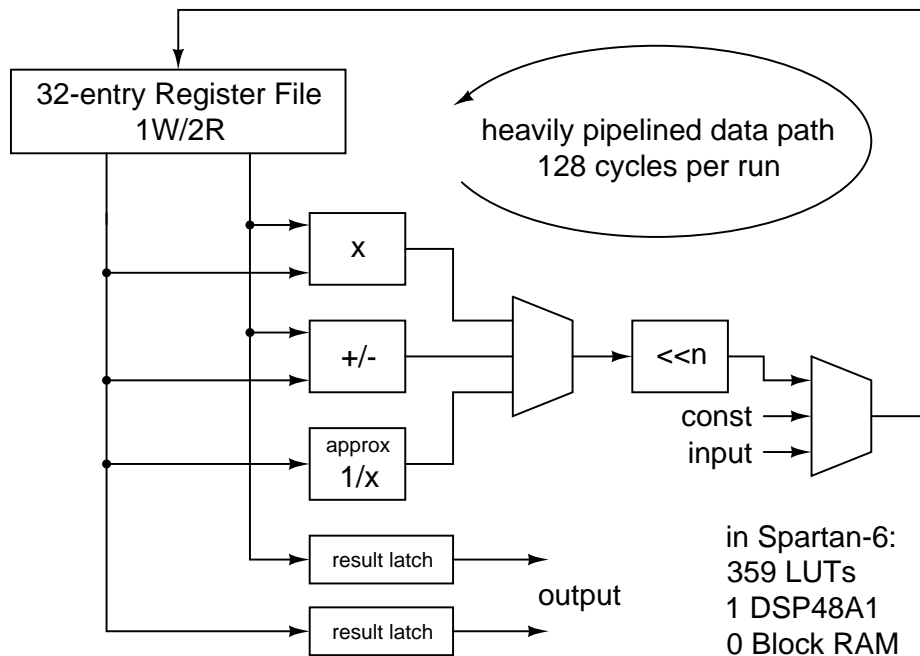 32-entry Register File
1W/2R
heavily pipelined data path
128 cycles per run
x
+/-
<<n
const
input
approx
1/x
result latch
output
result latch
in Spartan-6:
359 LUTs
1 DSP48A1
0 Block RAM